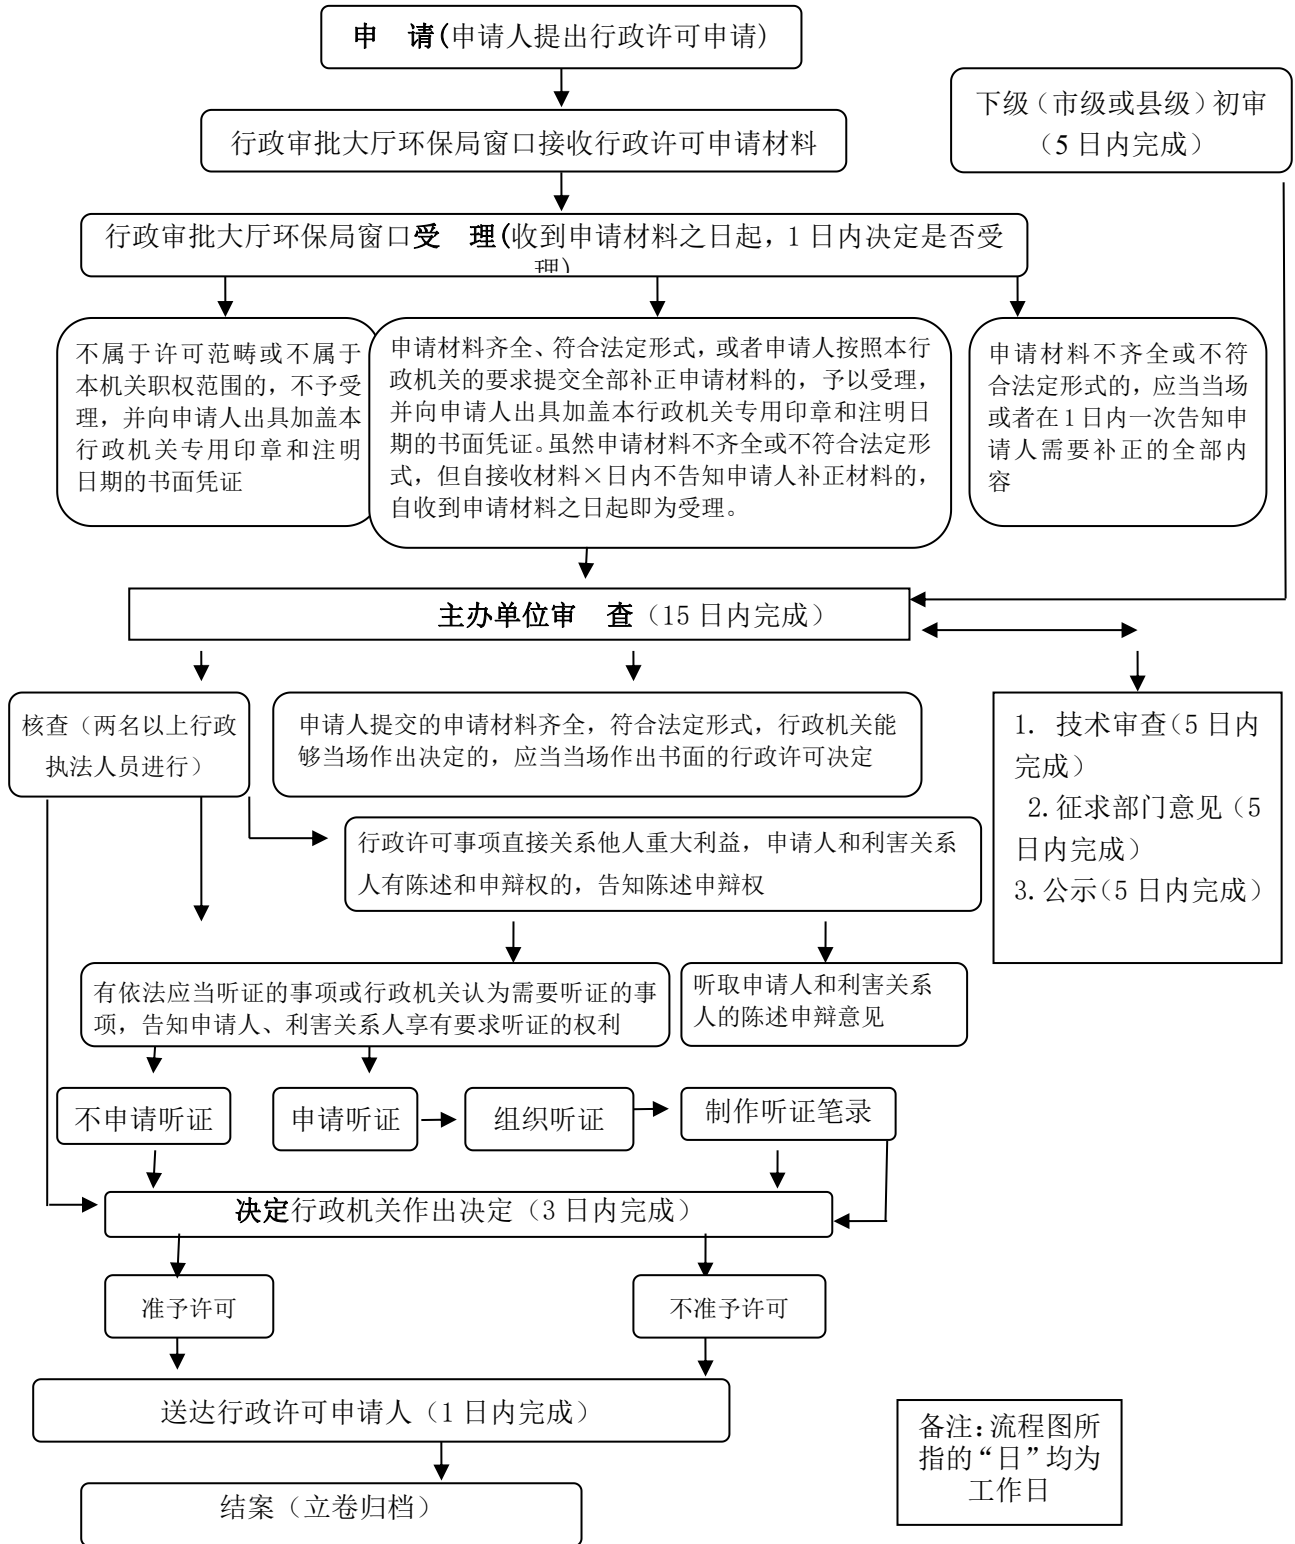 申　请(申请人提出行政许可申请)
下级（市级或县级）初审
（5 日内完成）
行政审批大厅环保局窗口接收行政许可申请材料
行政审批大厅环保局窗口受　理(收到申请材料之日起，1 日内决定是否受
理)
不属于许可范畴或不属于
本机关职权范围的，不予受
理，并向申请人出具加盖本
行政机关专用印章和注明
日期的书面凭证
申请材料齐全、符合法定形式，或者申请人按照本行
政机关的要求提交全部补正申请材料的，予以受理，
并向申请人出具加盖本行政机关专用印章和注明日
期的书面凭证。虽然申请材料不齐全或不符合法定形
式，但自接收材料×日内不告知申请人补正材料的，
自收到申请材料之日起即为受理。
申请材料不齐全或不符
合法定形式的，应当当场
或者在 1 日内一次告知申
请人需要补正的全部内
容
主办单位审　查（15 日内完成）
核查（两名以上行政
执法人员进行）
申请人提交的申请材料齐全，符合法定形式，行政机关能
够当场作出决定的，应当当场作出书面的行政许可决定
1. 技术审查(5 日内
完成）
2.征求部门意见（5
日内完成）
3.公示(5 日内完成）
行政许可事项直接关系他人重大利益，申请人和利害关系
人有陈述和申辩权的，告知陈述申辩权
有依法应当听证的事项或行政机关认为需要听证的事
项，告知申请人、利害关系人享有要求听证的权利
听取申请人和利害关系
人的陈述申辩意见
不申请听证
申请听证
组织听证
制作听证笔录
决定行政机关作出决定（3 日内完成）
准予许可
不准予许可
送达行政许可申请人（1 日内完成）
备注：流程图所
指的“日”均为
工作日
结案（立卷归档）